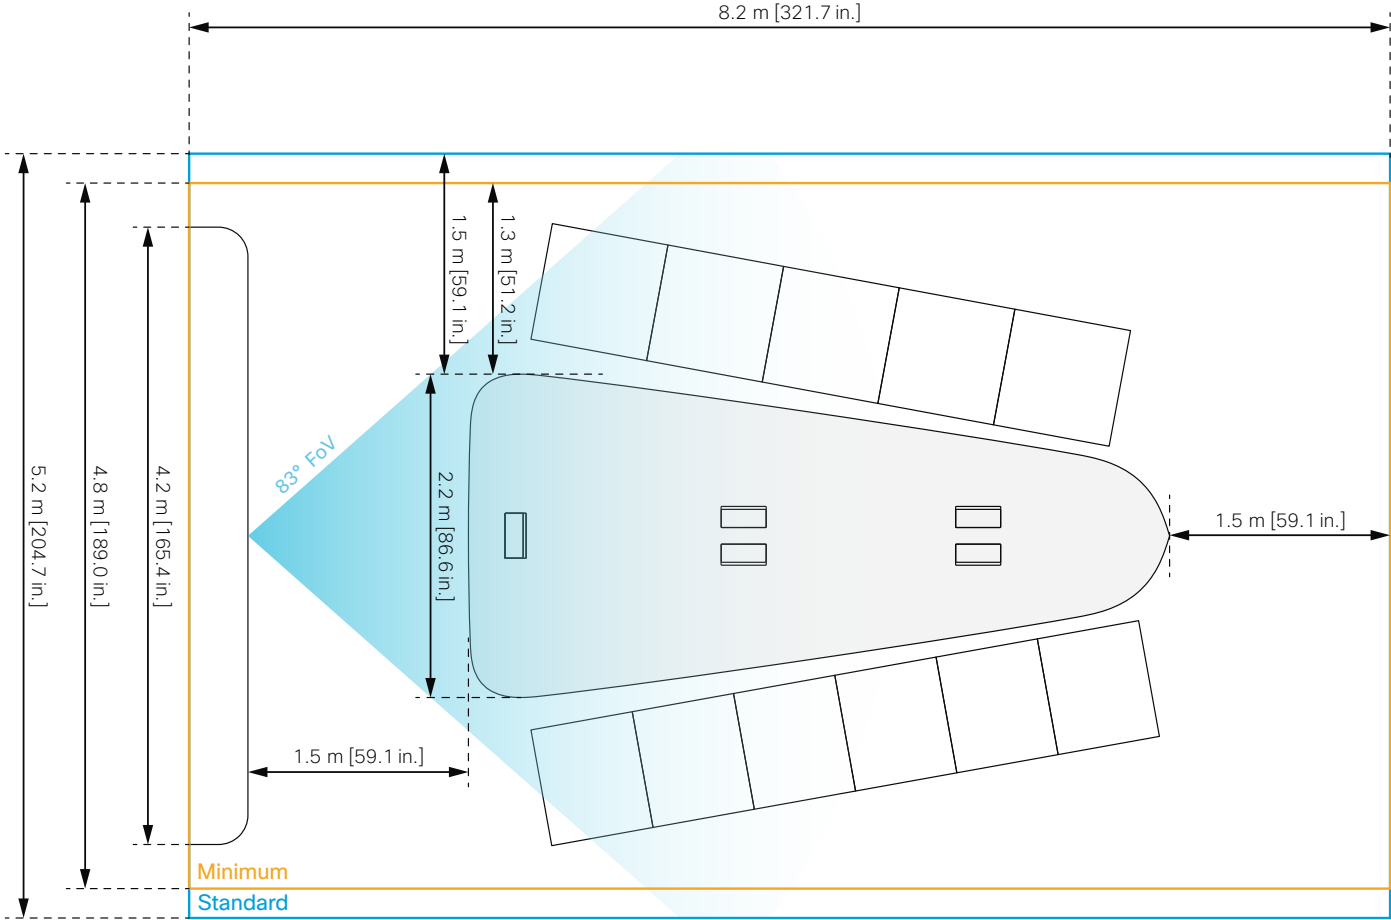 8.2 m [321.7 in.]
1.5 m [59.1 in.]
1.3 m [51.2 in.]
83° FoV
5.2 m [204.7 in.]
4.8 m [189.0 in.]
4.2 m [165.4 in.]
2.2 m [86.6 in.]
1.5 m [59.1 in.]
1.5 m [59.1 in.]
Minimum
Standard